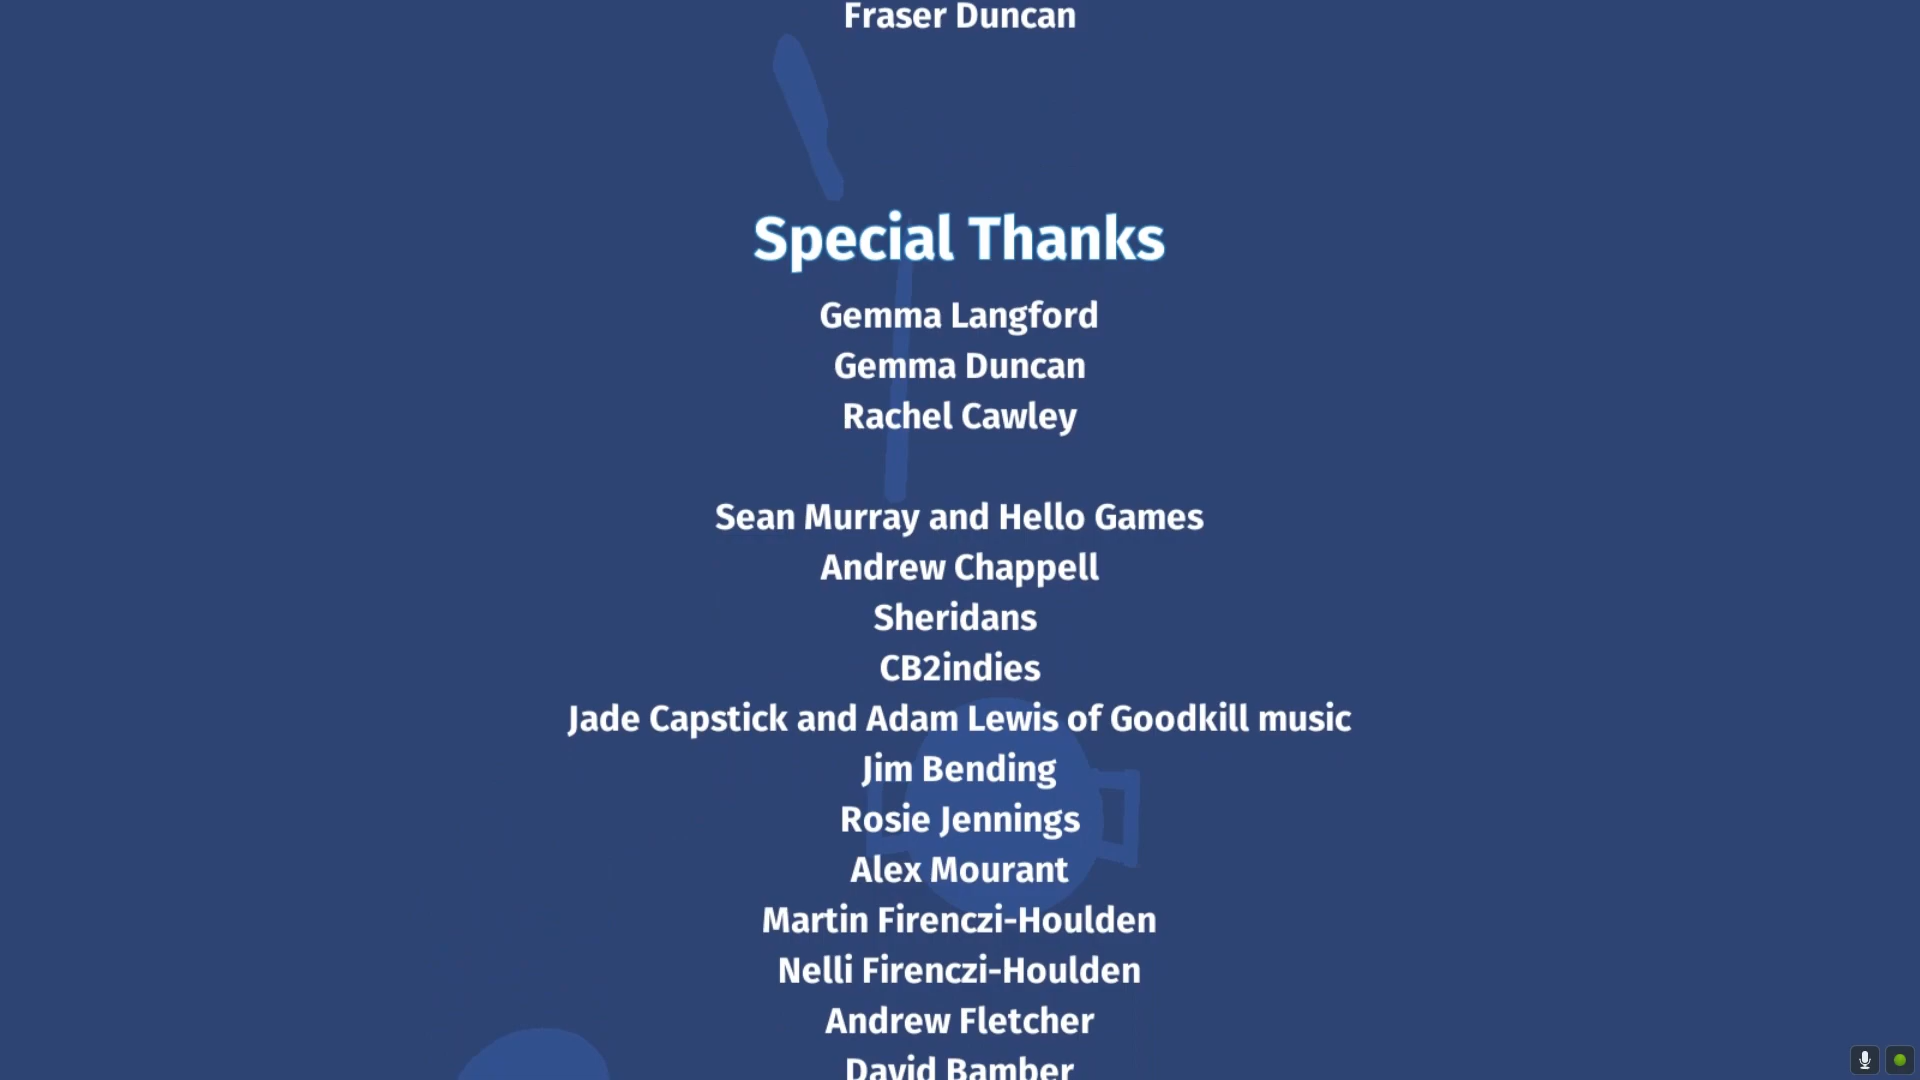 Fraser Duncan
Special Thanks
Gemma Langford
Gemma Duncan
Rachel Cawley
Sean Murray and Hello Games
Andrew Chappell
Sheridans
CB2indies
Jade Capstick and Adam Lewis of Goodkill music
Jim Bending
Rosie Jennings
Alex Mourant
Martin Firenczi-Houlden
Nelli Firenczi-Houlden
Andrew Fletcher
David Bamber